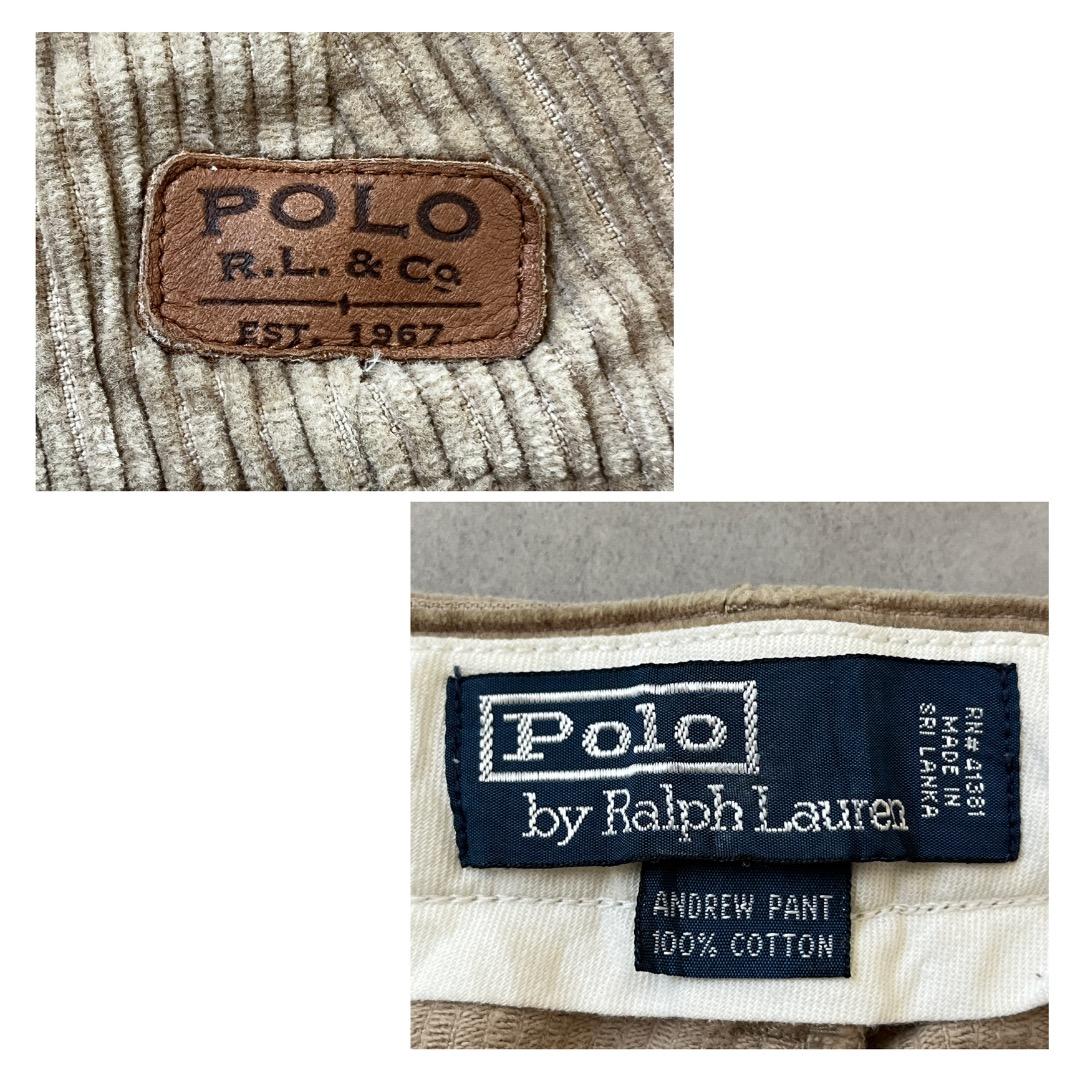 POLO
R.L. & Co
EST. 1967
Polo
by Ralph Lauren
RN# 41381
MADE IN
SRI LANKA
ANDREW PANT
100% COTTON